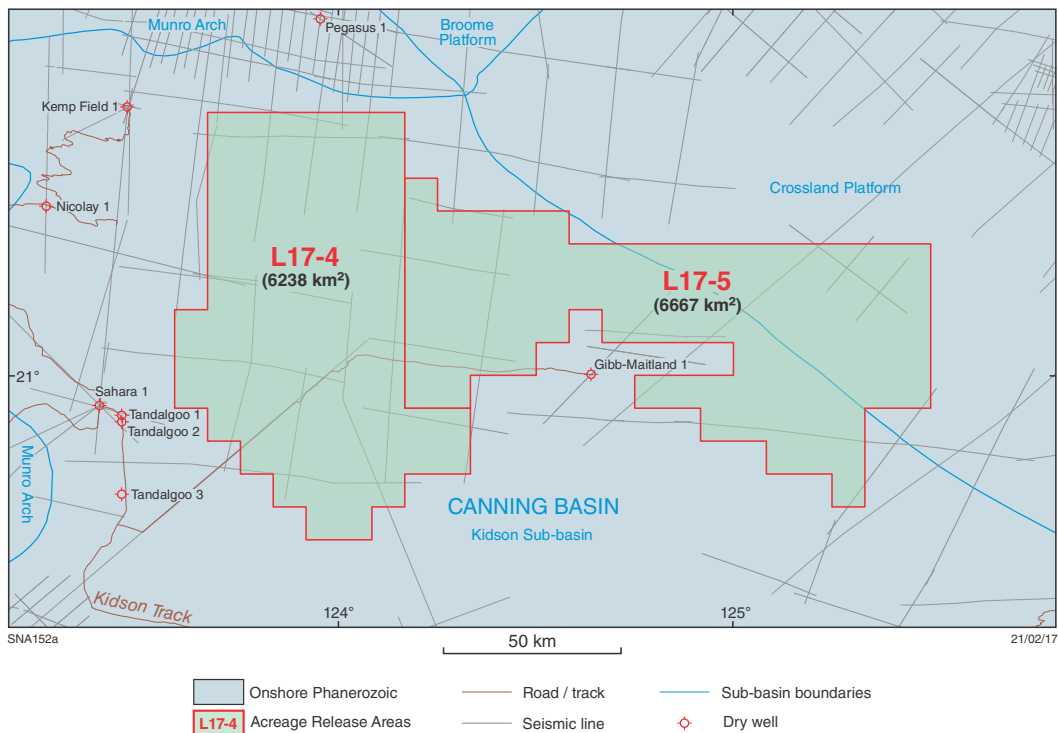 Munro Arch
Pegasus 1
Broome
Platform
Kemp Field 1
Nicolay 1
Crossland Platform
L17-4
(6238 km²)
L17-5
(6667 km²)
Gibb-Maitland 1
21°
Sahara 1
Tandalgoo 1
Tandalgoo 2
Munro Arch
Tandalgoo 3
CANNING BASIN
Kidson Sub-basin
Kidson Track
124°
125°
SNA152a
50 km
21/02/17
Onshore Phanerozoic
Road / track
Sub-basin boundaries
L17-4
Acreage Release Areas
Seismic line
Dry well